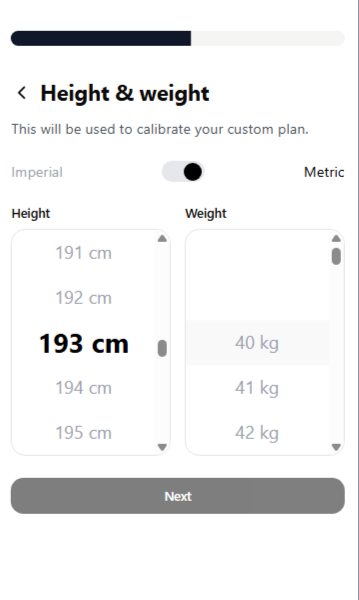 Height & weight
This will be used to calibrate your custom plan.
Imperial
Metric
Height
Weight
191 cm
192 cm
193 cm
194 cm
195 cm
40 kg
41 kg
42 kg
Next